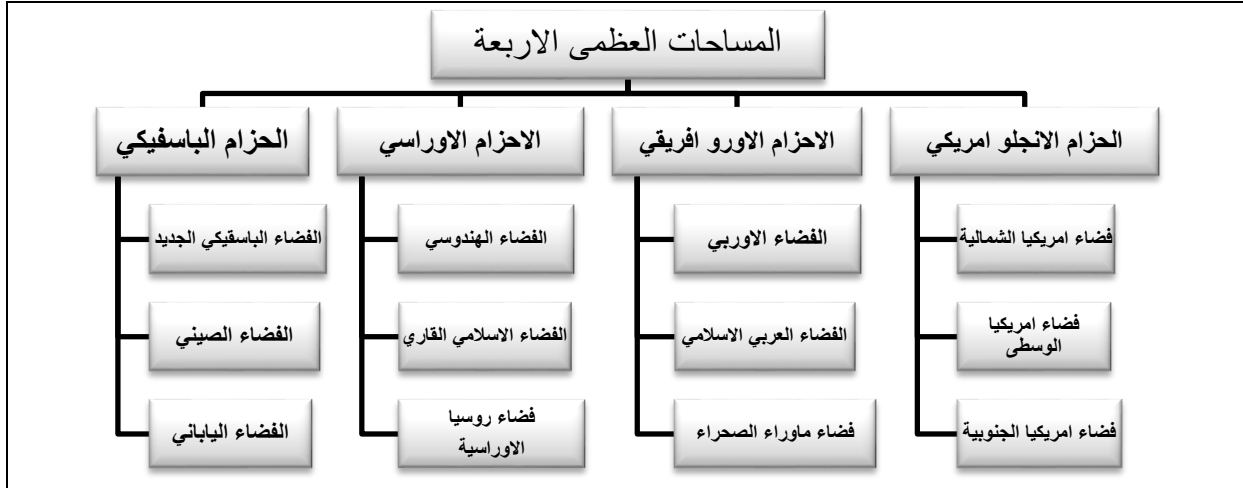 المساحات العظمى الاربعة
الحزام الانجلو امريكي
الاحزام الاورو افريقي
الاحزام الاوراسي
الحزام الباسفيكي
فضاء امريكيا الشمالية
الفضاء الاوربي
الفضاء الهندوسي
الفضاء الباسقيكي الجديد
فضاء امريكيا
الوسطى
الفضاء العربي الاسلامي
الفضاء الاسلامي القاري
الفضاء الصيني
فضاء امريكيا الجنوبية
فضاء ماوراء الصحراء
فضاء روسيا
الاوراسية
الفضاء الياباني